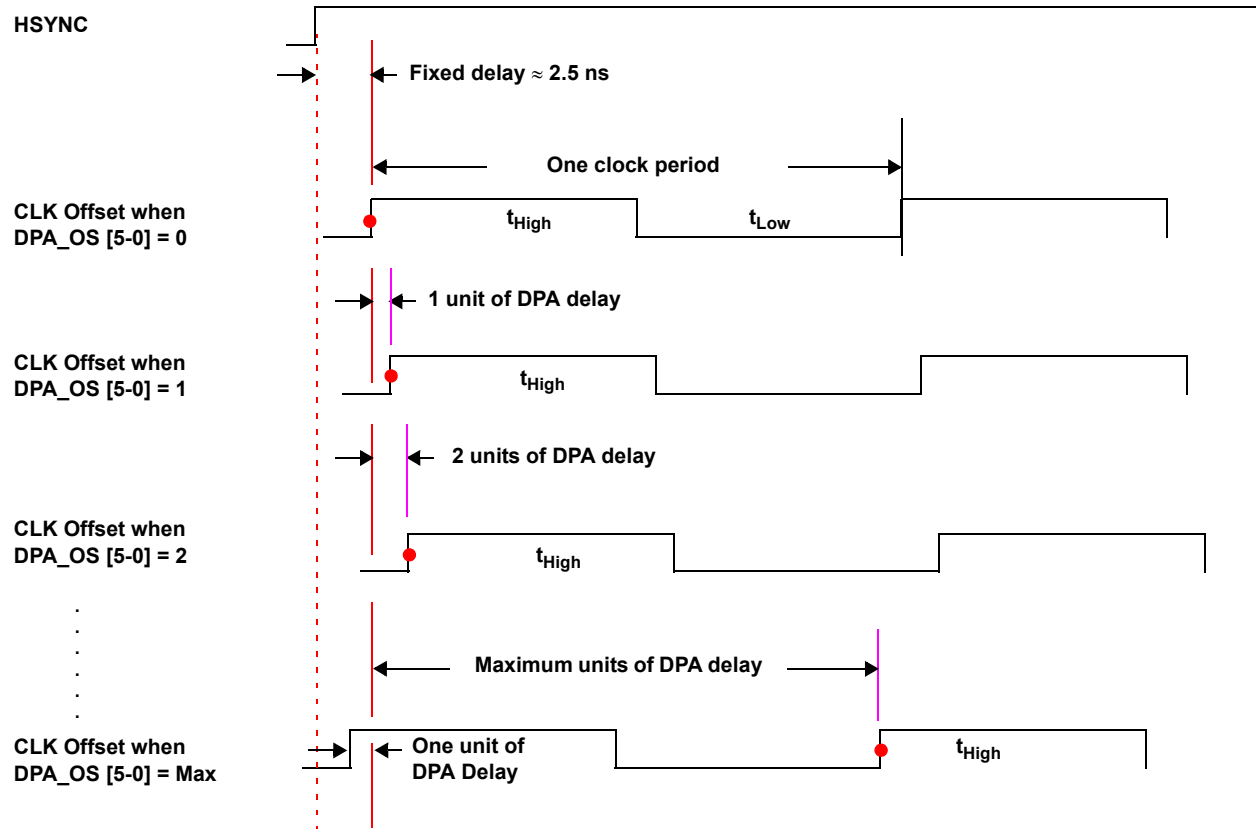 HSYNC
Fixed delay ≈ 2.5 ns
One clock period
CLK Offset when
DPA_OS [5-0] = 0
tHigh
tLow
1 unit of DPA delay
CLK Offset when
DPA_OS [5-0] = 1
tHigh
2 units of DPA delay
CLK Offset when
DPA_OS [5-0] = 2
tHigh
Maximum units of DPA delay
CLK Offset when
DPA_OS [5-0] = Max
One unit of
DPA Delay
tHigh